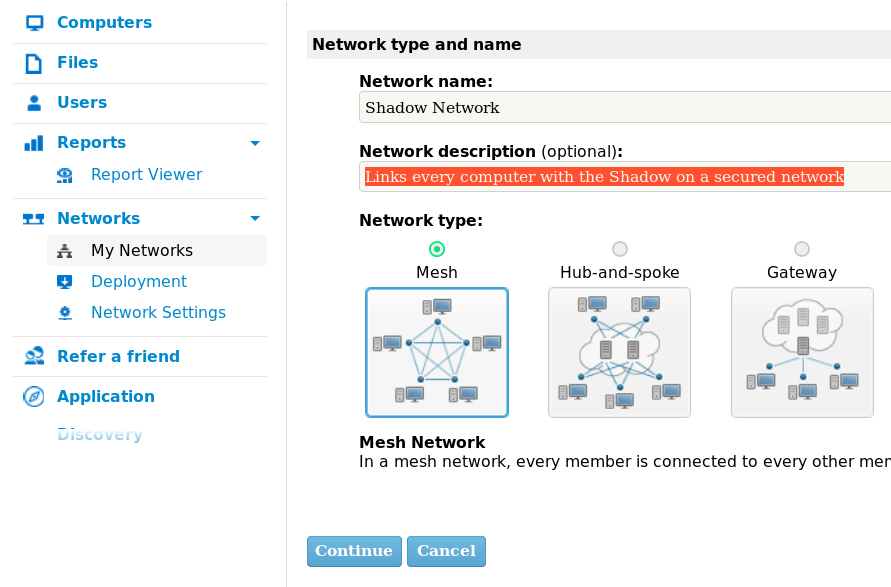 Computers
Files
Users
Reports
Report Viewer
Networks
My Networks
Deployment
Network Settings
Refer a friend
Application
Discovery
Network type and name
Network name:
Shadow Network
Network description (optional):
Links every computer with the Shadow on a secured network
Network type:
Mesh Hub-and-spoke Gateway
Mesh Network
In a mesh network, every member is connected to every other
Continue Cancel